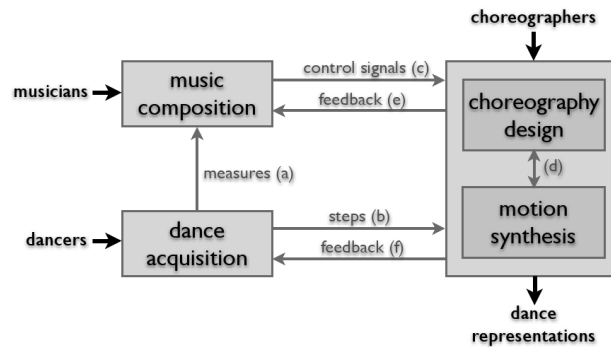 choreographers
music
composition
control signals (c)
musicians
feedback (e)
choreography
design
measures (a)
(d)
dancers
dance
acquisition
steps (b)
feedback (f)
motion
synthesis
dance
representations